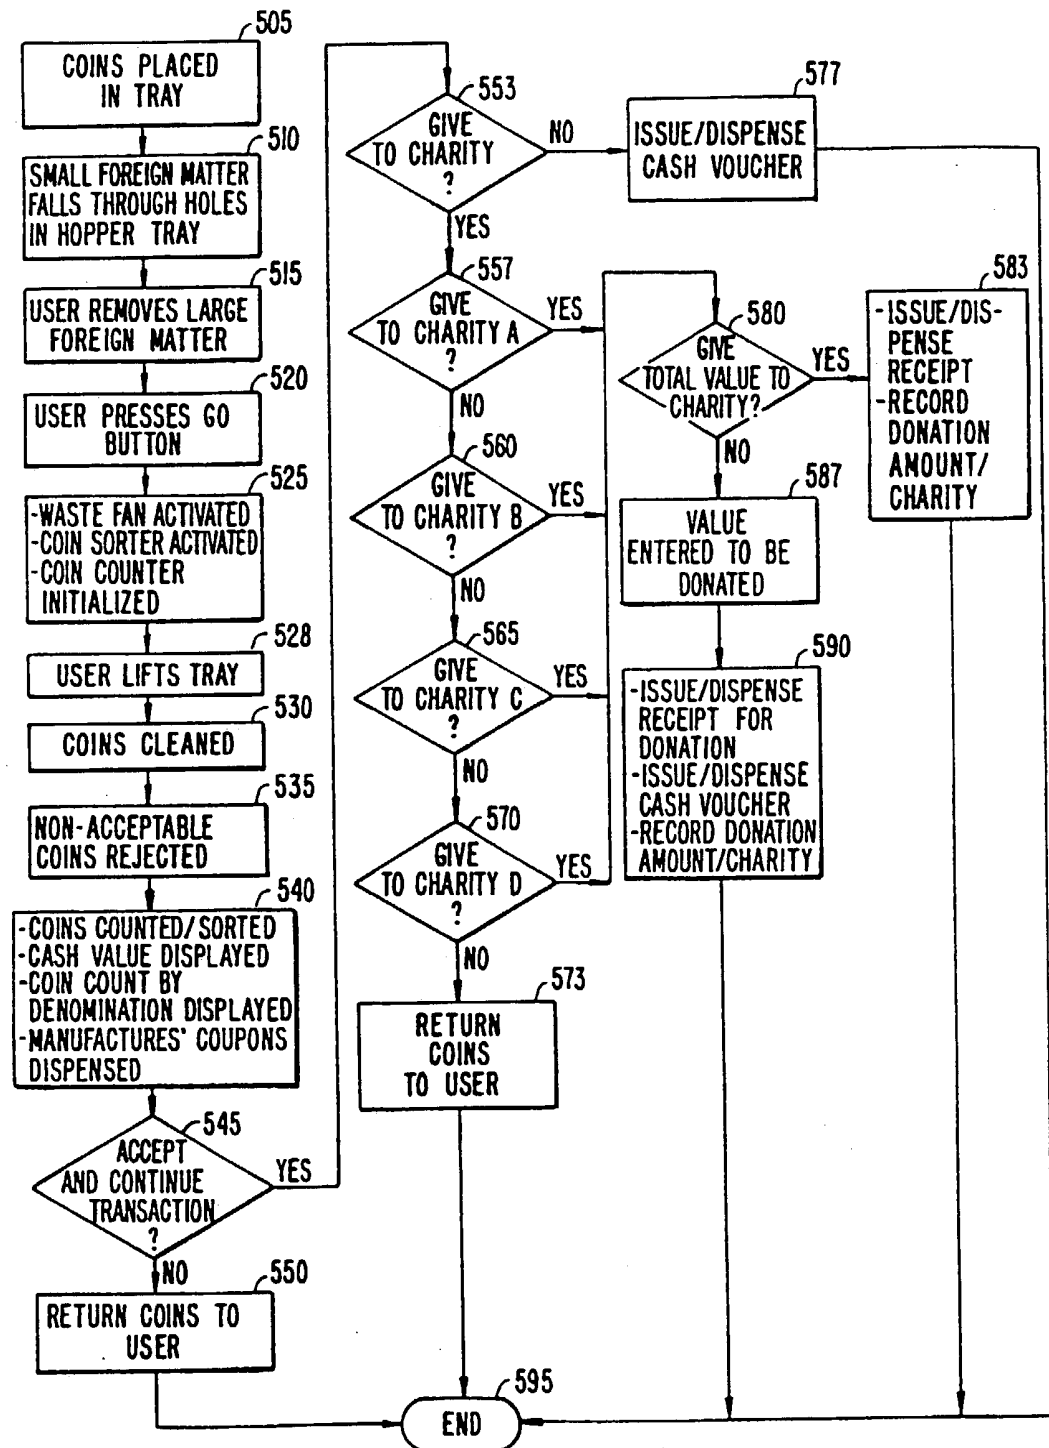 505
COINS PLACED
IN TRAY
510
SMALL FOREIGN MATTER
FALLS THROUGH HOLES
IN HOPPER TRAY
515
USER REMOVES LARGE
FOREIGN MATTER
520
USER PRESSES GO
BUTTON
525
-WASTE FAN ACTIVATED
-COIN SORTER ACTIVATED
-COIN COUNTER
INITIALIZED
528
USER LIFTS TRAY
530
COINS CLEANED
535
NON-ACCEPTABLE
COINS REJECTED
540
-COINS COUNTED/SORTED
-CASH VALUE DISPLAYED
-COIN COUNT BY
DENOMINATION DISPLAYED
-MANUFACTURES' COUPONS
DISPENSED
545
ACCEPT
AND CONTINUE
TRANSACTION
?
YES
NO
550
RETURN COINS TO
USER
553
GIVE
TO CHARITY
?
NO
YES
557
GIVE
TO CHARITY A
?
YES
NO
560
GIVE
TO CHARITY B
?
YES
NO
565
GIVE
TO CHARITY C
?
YES
NO
570
GIVE
TO CHARITY D
?
YES
NO
573
RETURN
COINS
TO USER
577
ISSUE/DISPENSE
CASH VOUCHER
580
GIVE
TOTAL VALUE TO
CHARITY?
YES
NO
583
-ISSUE/DIS-
PENSE
RECEIPT
-RECORD
DONATION
AMOUNT/
CHARITY
587
VALUE
ENTERED TO BE
DONATED
590
-ISSUE/DISPENSE
RECEIPT FOR
DONATION
-ISSUE/DISPENSE
CASH VOUCHER
-RECORD DONATION
AMOUNT/CHARITY
595
END